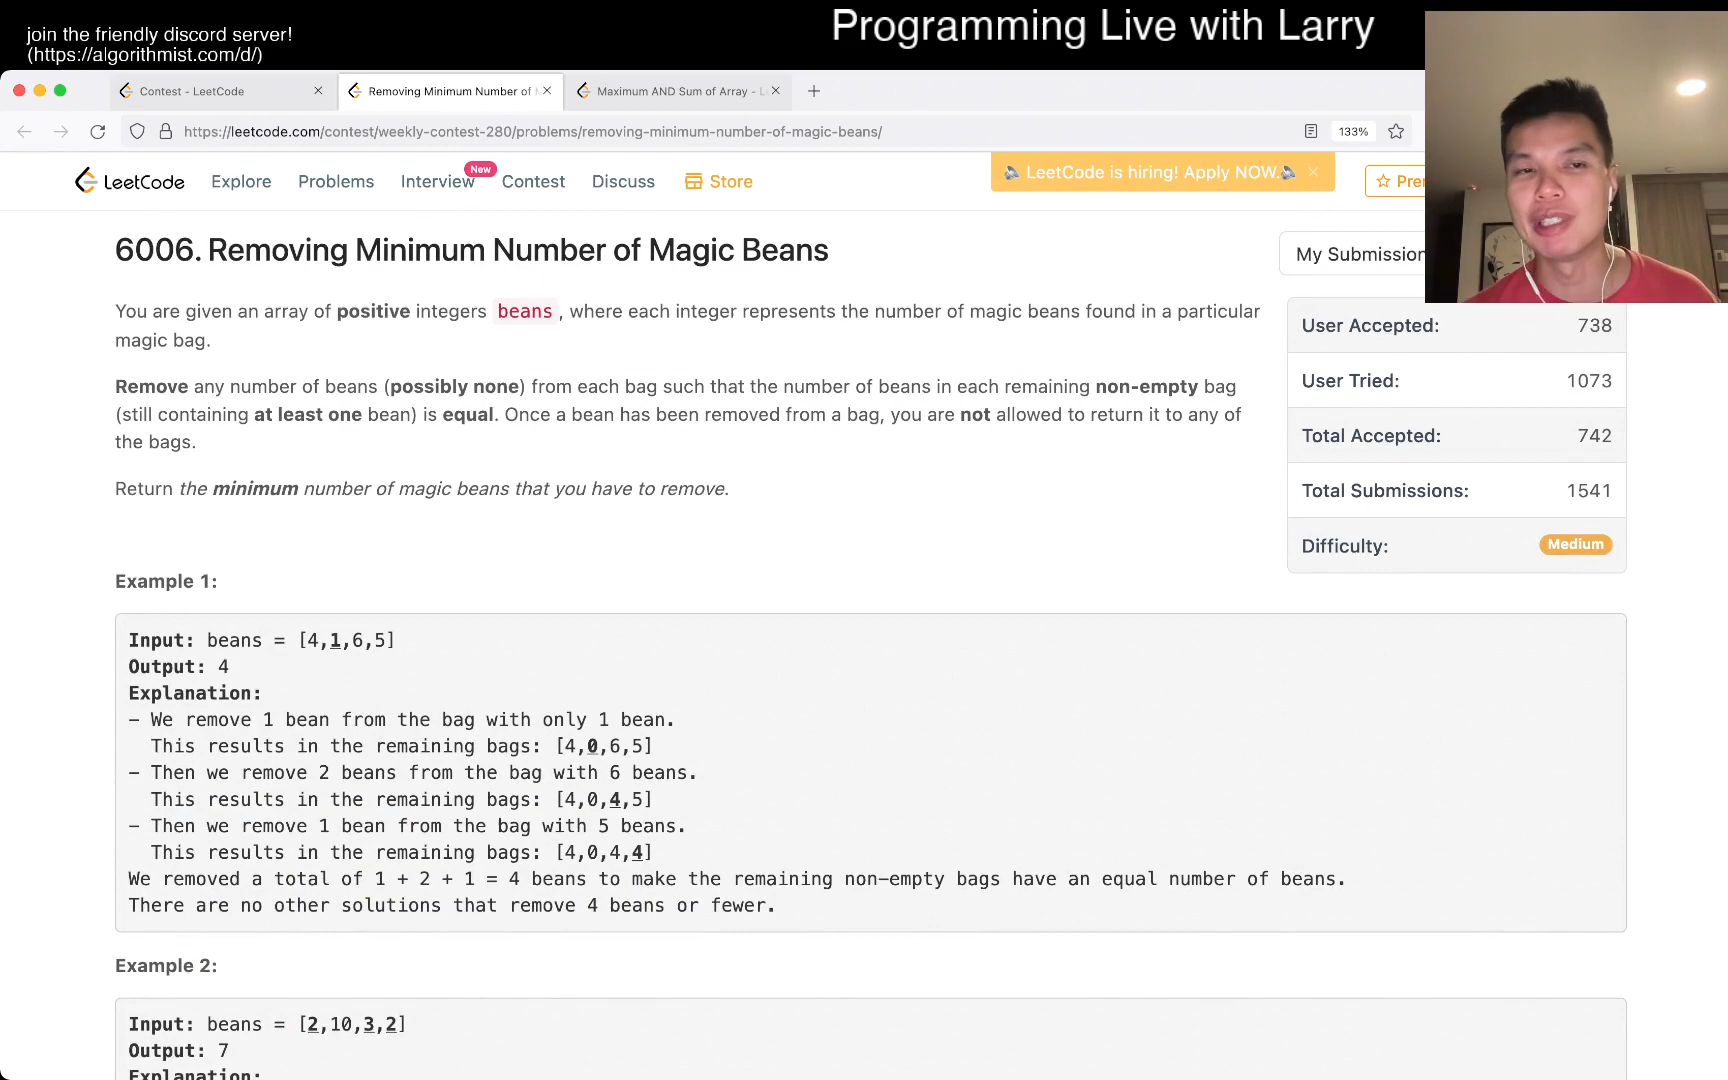 join the friendly discord server!
(https://algorithmist.com/d/)
Programming Live with Larry
Contest - LeetCode
Removing Minimum Number of
Maximum AND Sum of Array -
https://leetcode.com/contest/weekly-contest-280/problems/removing-minimum-number-of-magic-beans/
133%
LeetCode
Explore
Problems
Interview
New
Contest
Discuss
Store
LeetCode is hiring! Apply NOW.
6006. Removing Minimum Number of Magic Beans
My Submission
You are given an array of positive integers beans, where each integer represents the number of magic beans found in a particular
magic bag.
Remove any number of beans (possibly none) from each bag such that the number of beans in each remaining non-empty bag
(still containing at least one bean) is equal. Once a bean has been removed from a bag, you are not allowed to return it to any of
the bags.
Return the minimum number of magic beans that you have to remove.
User Accepted: 738
User Tried: 1073
Total Accepted: 742
Total Submissions: 1541
Difficulty: Medium
Example 1:
Input: beans = [4,1,6,5]
Output: 4
Explanation:
- We remove 1 bean from the bag with only 1 bean.
This results in the remaining bags: [4,0,6,5]
- Then we remove 2 beans from the bag with 6 beans.
This results in the remaining bags: [4,0,4,5]
- Then we remove 1 bean from the bag with 5 beans.
This results in the remaining bags: [4,0,4,4]
We removed a total of 1 + 2 + 1 = 4 beans to make the remaining non-empty bags have an equal number of beans.
There are no other solutions that remove 4 beans or fewer.
Example 2:
Input: beans = [2,10,3,2]
Output: 7
Explanation: